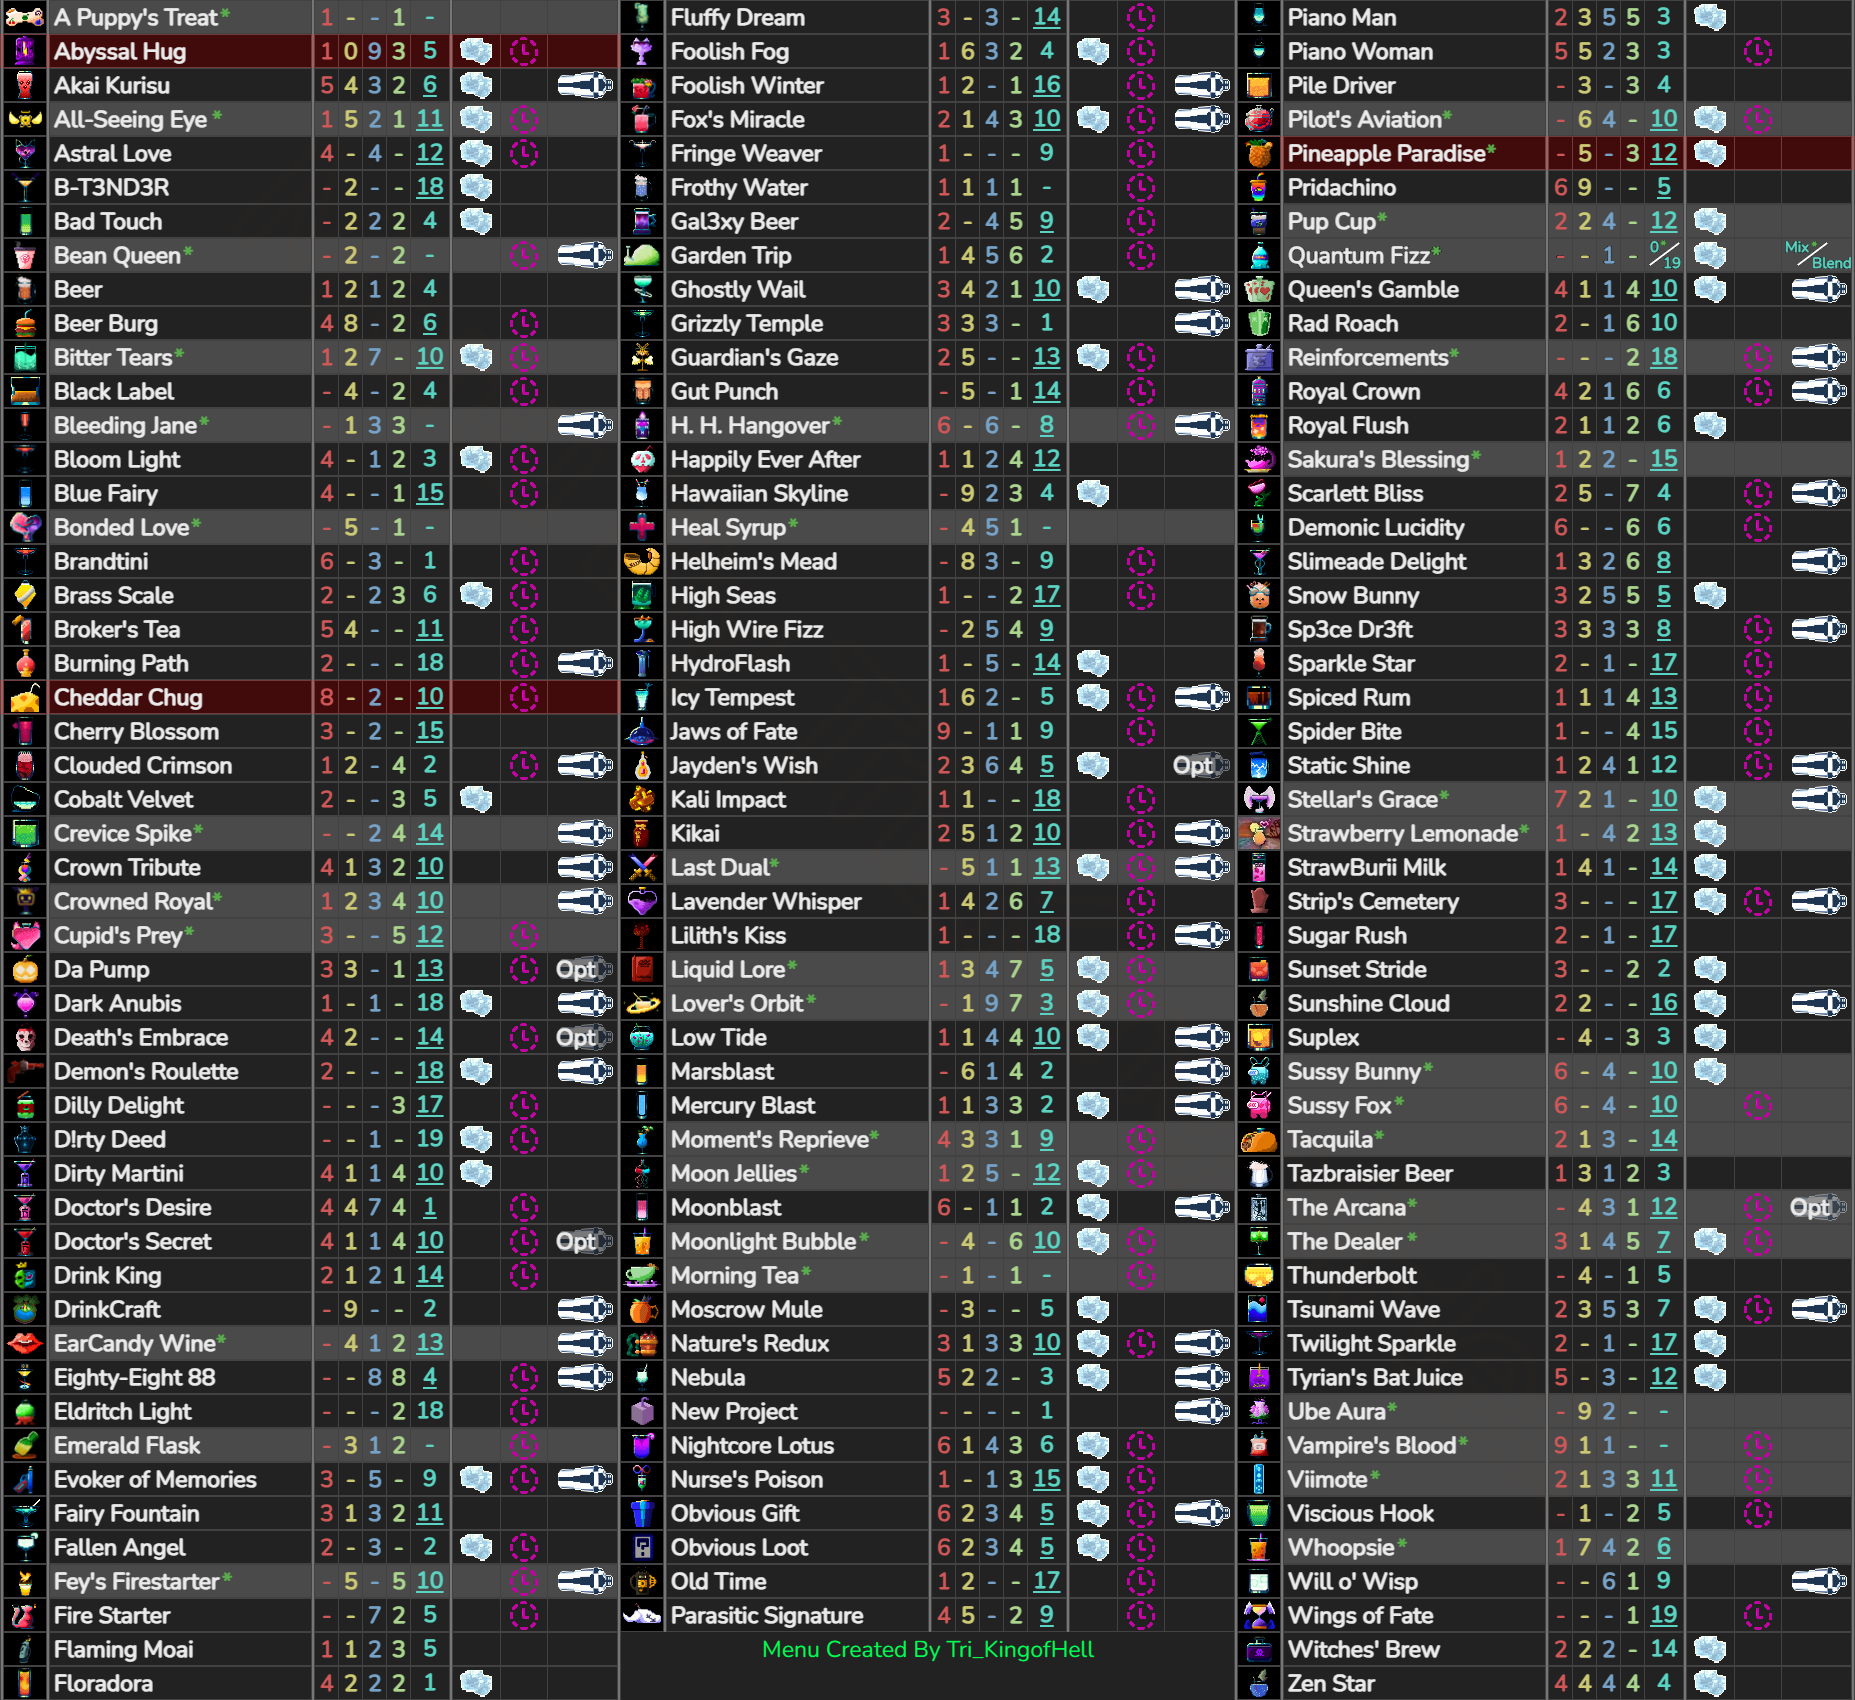 A Puppy's Treat* 1 - - 1 -
Abyssal Hug 1 0 9 3 5
Akai Kurisu 5 4 3 2 6
All-Seeing Eye * 1 5 2 1 11
Astral Love 4 - 4 - 12
B-T3ND3R - 2 - - 18
Bad Touch - 2 2 2 4
Bean Queen* - 2 - 2 -
Beer 1 2 1 2 4
Beer Burg 4 8 - 2 6
Bitter Tears* 1 2 7 - 10
Black Label - 4 - 2 4
Bleeding Jane* - 1 3 3 -
Bloom Light 4 - 1 2 3
Blue Fairy 4 - - 1 15
Bonded Love* - 5 - 1 -
Brandtini 6 - 3 - 1
Brass Scale 2 - 2 3 6
Broker's Tea 5 4 - - 11
Burning Path 2 - - - 18
Cheddar Chug 8 - 2 - 10
Cherry Blossom 3 - 2 - 15
Clouded Crimson 1 2 - 4 2
Cobalt Velvet 2 - - 3 5
Crevice Spike* - - 2 4 14
Crown Tribute 4 1 3 2 10
Crowned Royal* 1 2 3 4 10
Cupid's Prey* 3 - - 5 12
Da Pump 3 3 - 1 13 Opt
Dark Anubis 1 - 1 - 18
Death's Embrace 4 2 - - 14 Opt
Demon's Roulette 2 - - - 18
Dilly Delight - - - 3 17
D!rty Deed - - 1 - 19
Dirty Martini 4 1 1 4 10
Doctor's Desire 4 4 7 4 1
Doctor's Secret 4 1 1 4 10 Opt
Drink King 2 1 2 1 14
DrinkCraft - 9 - - 2
EarCandy Wine* - 4 1 2 13
Eighty-Eight 88 - - 8 8 4
Eldritch Light - - - 2 18
Emerald Flask - 3 1 2 -
Evoker of Memories 3 - 5 - 9
Fairy Fountain 3 1 3 2 11
Fallen Angel 2 - 3 - 2
Fey's Firestarter* - 5 - 5 10
Fire Starter - - 7 2 5
Flaming Moai 1 1 2 3 5
Floradora 4 2 2 2 1
Fluffy Dream 3 - 3 - 14
Foolish Fog 1 6 3 2 4
Foolish Winter 1 2 - 1 16
Fox's Miracle 2 1 4 3 10
Fringe Weaver 1 - - - 9
Frothy Water 1 1 1 1 -
Gal3xy Beer 2 - 4 5 9
Garden Trip 1 4 5 6 2
Ghostly Wail 3 4 2 1 10
Grizzly Temple 3 3 3 - 1
Guardian's Gaze 2 5 - - 13
Gut Punch - 5 - 1 14
H. H. Hangover* 6 - 6 - 8
Happily Ever After 1 1 2 4 12
Hawaiian Skyline - 9 2 3 4
Heal Syrup* - 4 5 1 -
Helheim's Mead - 8 3 - 9
High Seas 1 - - 2 17
High Wire Fizz - 2 5 4 9
HydroFlash 1 - 5 - 14
Icy Tempest 1 6 2 - 5
Jaws of Fate 9 - 1 1 9
Jayden's Wish 2 3 6 4 5 Opt
Kali Impact 1 1 - - 18
Kikai 2 5 1 2 10
Last Dual* - 5 1 1 13
Lavender Whisper 1 4 2 6 7
Lilith's Kiss 1 - - - 18
Liquid Lore* 1 3 4 7 5
Lover's Orbit* - 1 9 7 3
Low Tide 1 1 4 4 10
Marsblast - 6 1 4 2
Mercury Blast 1 1 3 3 2
Moment's Reprieve* 4 3 3 1 9
Moon Jellies* 1 2 5 - 12
Moonblast 6 - 1 1 2
Moonlight Bubble* - 4 - 6 10
Morning Tea* - 1 - 1 -
Moscrow Mule - 3 - - 5
Nature's Redux 3 1 3 3 10
Nebula 5 2 2 - 3
New Project - - - - 1
Nightcore Lotus 6 1 4 3 6
Nurse's Poison 1 - 1 3 15
Obvious Gift 6 2 3 4 5
Obvious Loot 6 2 3 4 5
Old Time 1 2 - - 17
Parasitic Signature 4 5 - 2 9
Menu Created By Tri_KingofHell
Piano Man 2 3 5 5 3
Piano Woman 5 5 2 3 3
Pile Driver - 3 - 3 4
Pilot's Aviation* - 6 4 - 10
Pineapple Paradise* - 5 - 3 12
Pridachino 6 9 - - 5
Pup Cup* 2 2 4 - 12
Quantum Fizz* - - 1 - 0*/19 Mix*/Blend
Queen's Gamble 4 1 1 4 10
Rad Roach 2 - 1 6 10
Reinforcements* - - - 2 18
Royal Crown 4 2 1 6 6
Royal Flush 2 1 1 2 6
Sakura's Blessing* 1 2 2 - 15
Scarlett Bliss 2 5 - 7 4
Demonic Lucidity 6 - - 6 6
Slimeade Delight 1 3 2 6 8
Snow Bunny 3 2 5 5 5
Sp3ce Dr3ft 3 3 3 3 8
Sparkle Star 2 - 1 - 17
Spiced Rum 1 1 1 4 13
Spider Bite 1 - - 4 15
Static Shine 1 2 4 1 12
Stellar's Grace* 7 2 1 - 10
Strawberry Lemonade* 1 - 4 2 13
StrawBurii Milk 1 4 1 - 14
Strip's Cemetery 3 - - - 17
Sugar Rush 2 - 1 - 17
Sunset Stride 3 - - 2 2
Sunshine Cloud 2 2 - - 16
Suplex - 4 - 3 3
Sussy Bunny* 6 - 4 - 10
Sussy Fox* 6 - 4 - 10
Tacquila* 2 1 3 - 14
Tazbraisier Beer 1 3 1 2 3
The Arcana* - 4 3 1 12 Opt
The Dealer* 3 1 4 5 7
Thunderbolt - 4 - 1 5
Tsunami Wave 2 3 5 3 7
Twilight Sparkle 2 - 1 - 17
Tyrian's Bat Juice 5 - 3 - 12
Ube Aura* - 9 2 - -
Vampire's Blood* 9 1 1 - -
Viimote* 2 1 3 3 11
Viscious Hook - 1 - 2 5
Whoopsie* 1 7 4 2 6
Will o' Wisp - - 6 1 9
Wings of Fate - - - 1 19
Witches' Brew 2 2 2 - 14
Zen Star 4 4 4 4 4